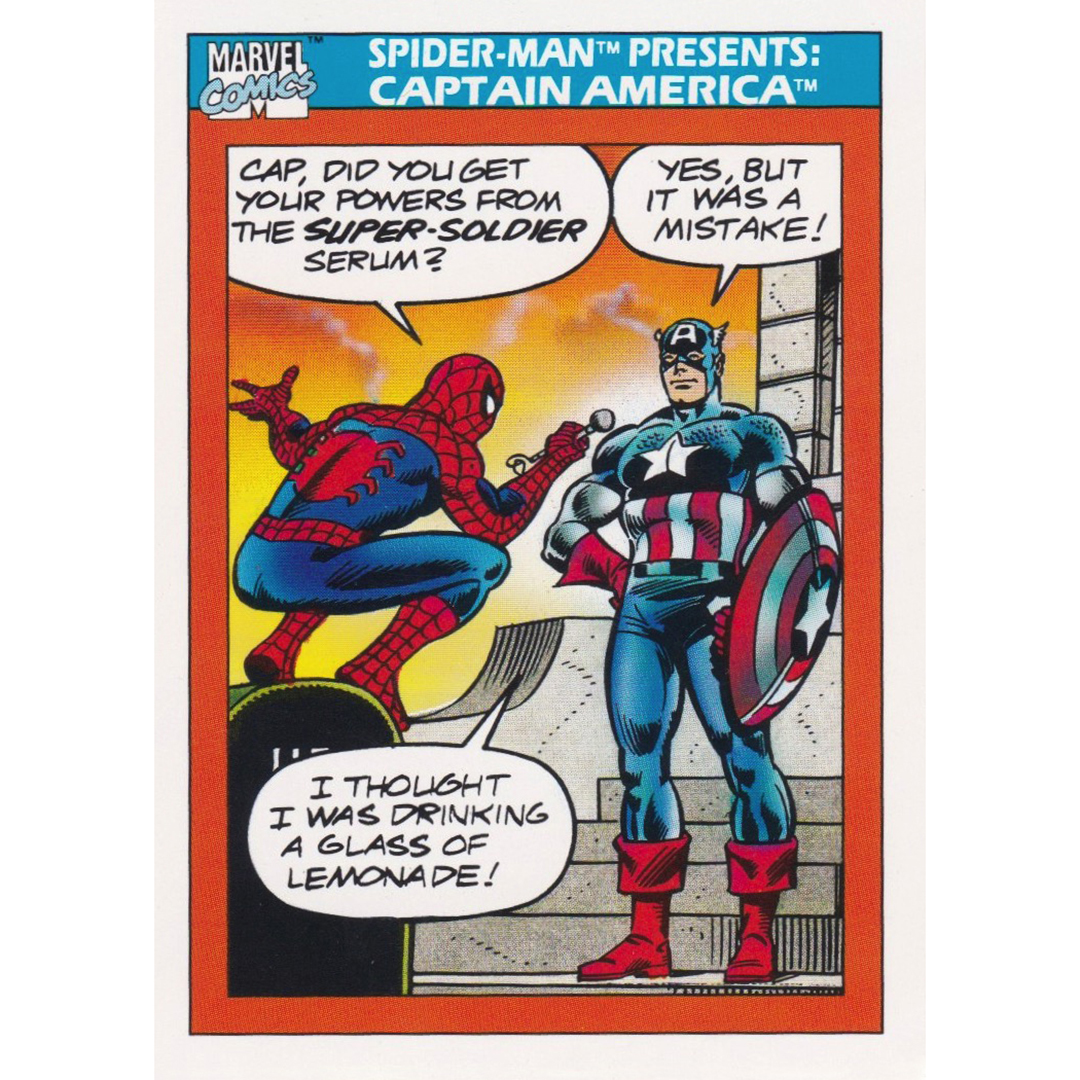 MARVEL™
COMICS
SPIDER-MAN™ PRESENTS:
CAPTAIN AMERICA™
CAP, DID YOU GET
YOUR POWERS FROM
THE SUPER-SOLDIER
SERUM?
YES, BUT
IT WAS A
MISTAKE!
A
I THOUGHT
I WAS DRINKING
A GLASS OF
LEMONADE!